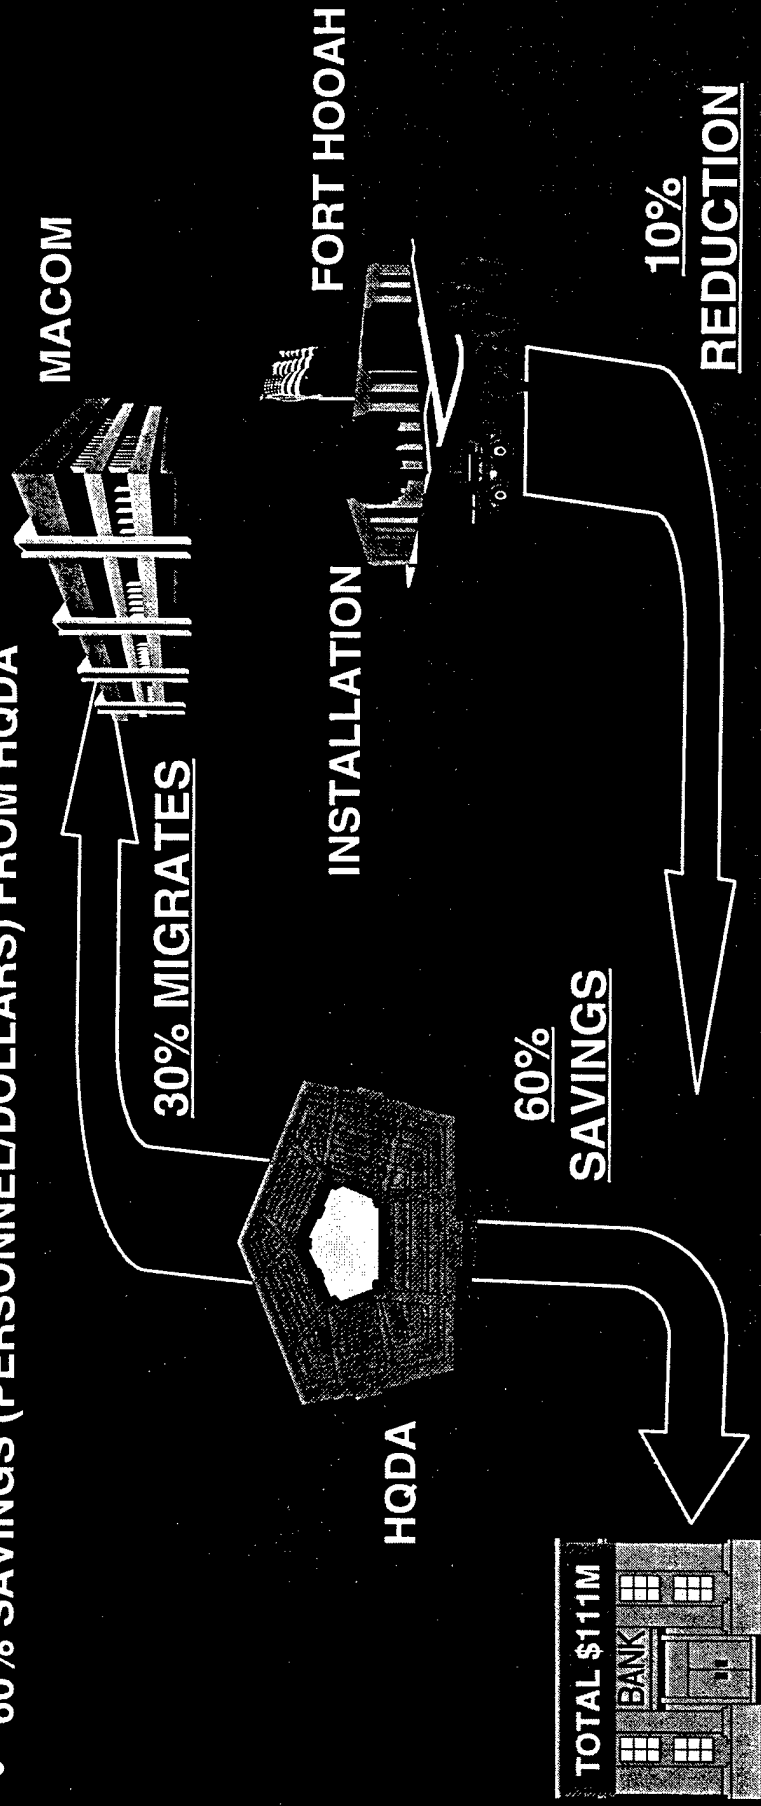 • 60% SAVINGS (PERSONNEL/DOLLARS) FROM HQDA
MACOM
30% MIGRATES
FORT HOOAH
INSTALLATION
HQDA
60%
SAVINGS
10%
REDUCTION
TOTAL $111M
BANK